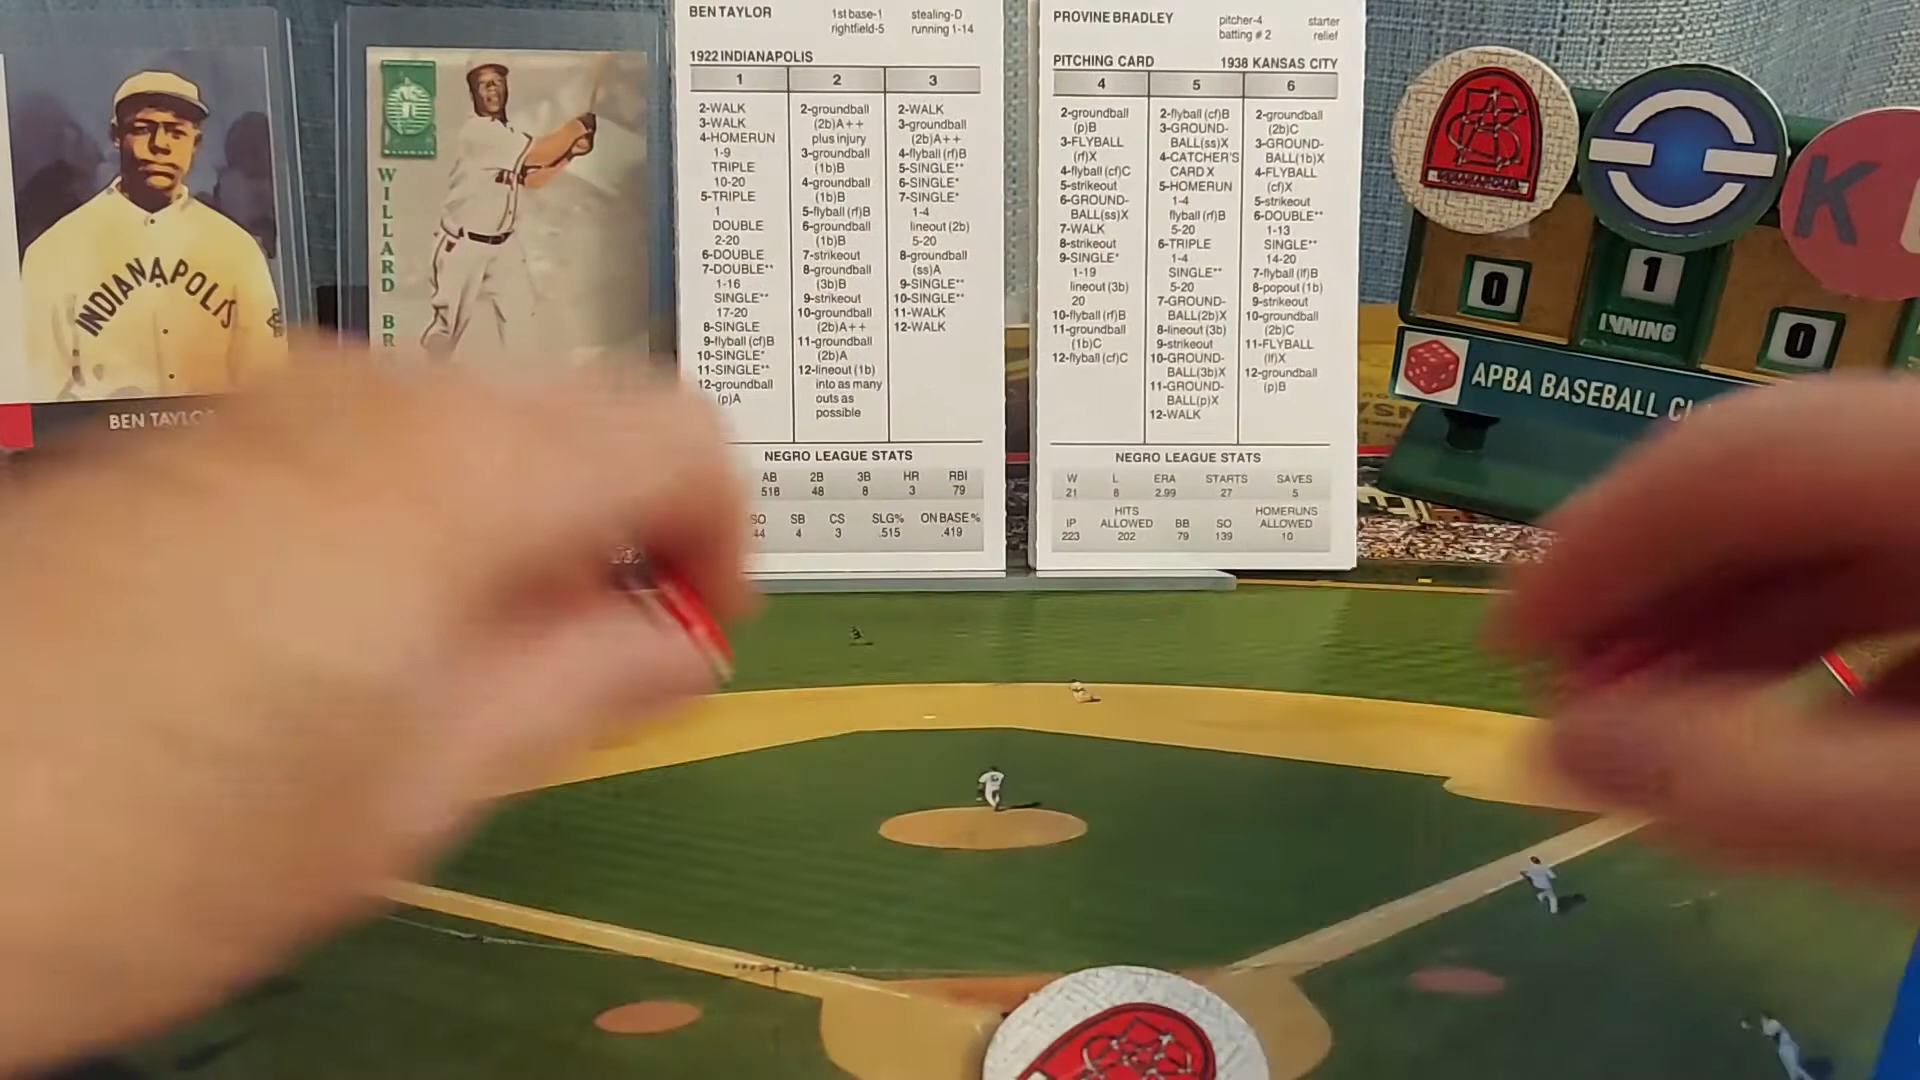 INDIANAPOLIS
BEN TAYLOR
WILLARD BR
BEN TAYLOR
1st base-1 stealing-D
rightfield-5 running 1-14
1922 INDIANAPOLIS
1 2 3
2-WALK
3-WALK
4-HOMERUN
1-9
TRIPLE
10-20
5-TRIPLE
1
DOUBLE
2-20
6-DOUBLE
7-DOUBLE**
1-16
SINGLE**
17-20
8-SINGLE
9-flyball (cf)B
10-SINGLE*
11-SINGLE**
12-groundball
(p)A
2-groundball
(2b)A++
plus injury
3-groundball
(1b)B
4-groundball
(1b)B
5-flyball (rf)B
6-groundball
(1b)B
7-strikeout
8-groundball
(3b)B
9-strikeout
10-groundball
(2b)A++
11-groundball
(2b)A
12-lineout (1b)
into as many
outs as
possible
2-WALK
3-groundball
(2b)A++
4-flyball (rf)B
5-SINGLE**
6-SINGLE*
7-SINGLE*
1-4
lineout (2b)
5-20
8-groundball
(ss)A
9-SINGLE**
10-SINGLE**
11-WALK
12-WALK
NEGRO LEAGUE STATS
AB 2B 3B HR RBI
518 48 8 3 79
SO SB CS SLG% ON BASE%
44 4 3 .515 .419
PROVINE BRADLEY
pitcher-4 starter
batting # 2 relief
PITCHING CARD 1938 KANSAS CITY
4 5 6
2-groundball
(p)B
3-FLYBALL
(rf)X
4-flyball (cf)C
5-strikeout
6-GROUND-
BALL(ss)X
7-WALK
8-strikeout
9-SINGLE*
1-19
lineout (3b)
20
10-flyball (rf)B
11-groundball
(1b)C
12-flyball (cf)C
2-flyball (cf)B
3-GROUND-
BALL(ss)X
4-CATCHER'S
CARD X
5-HOMERUN
1-4
flyball (rf)B
5-20
6-TRIPLE
1-4
SINGLE**
5-20
7-GROUND-
BALL(2b)X
8-lineout (3b)
9-strikeout
10-GROUND-
BALL(3b)X
11-GROUND-
BALL(p)X
12-WALK
2-groundball
(2b)C
3-GROUND-
BALL(1b)X
4-FLYBALL
(cf)X
5-strikeout
6-DOUBLE**
1-13
SINGLE**
14-20
7-flyball (lf)B
8-popout (1b)
9-strikeout
10-groundball
(2b)C
11-FLYBALL
(lf)X
12-groundball
(p)B
NEGRO LEAGUE STATS
W L ERA STARTS SAVES
21 8 2.99 27 5
IP HITS ALLOWED BB SO HOMERUNS ALLOWED
223 202 79 139 10
K
0
1
INNING
0
APBA BASEBALL